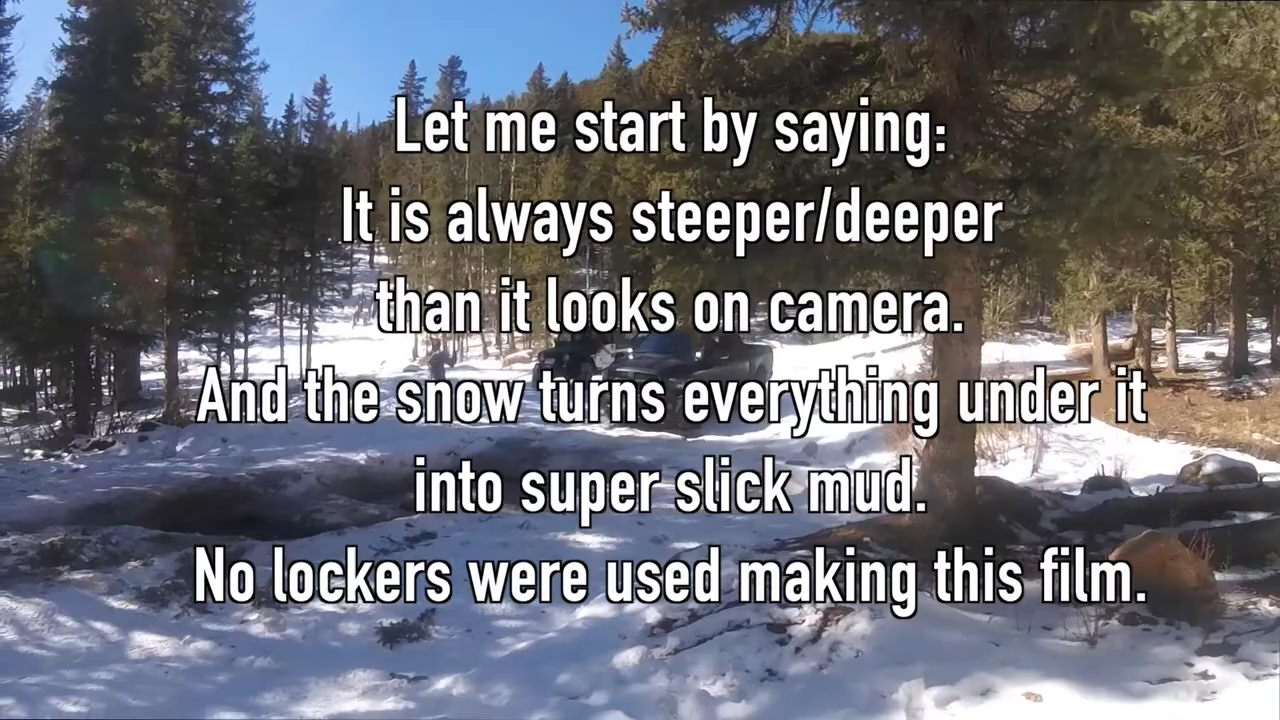 Let me start by saying:
It is always steeper/deeper
than it looks on camera.
And the snow turns everything under it
into super slick mud.
No lockers were used making this film.